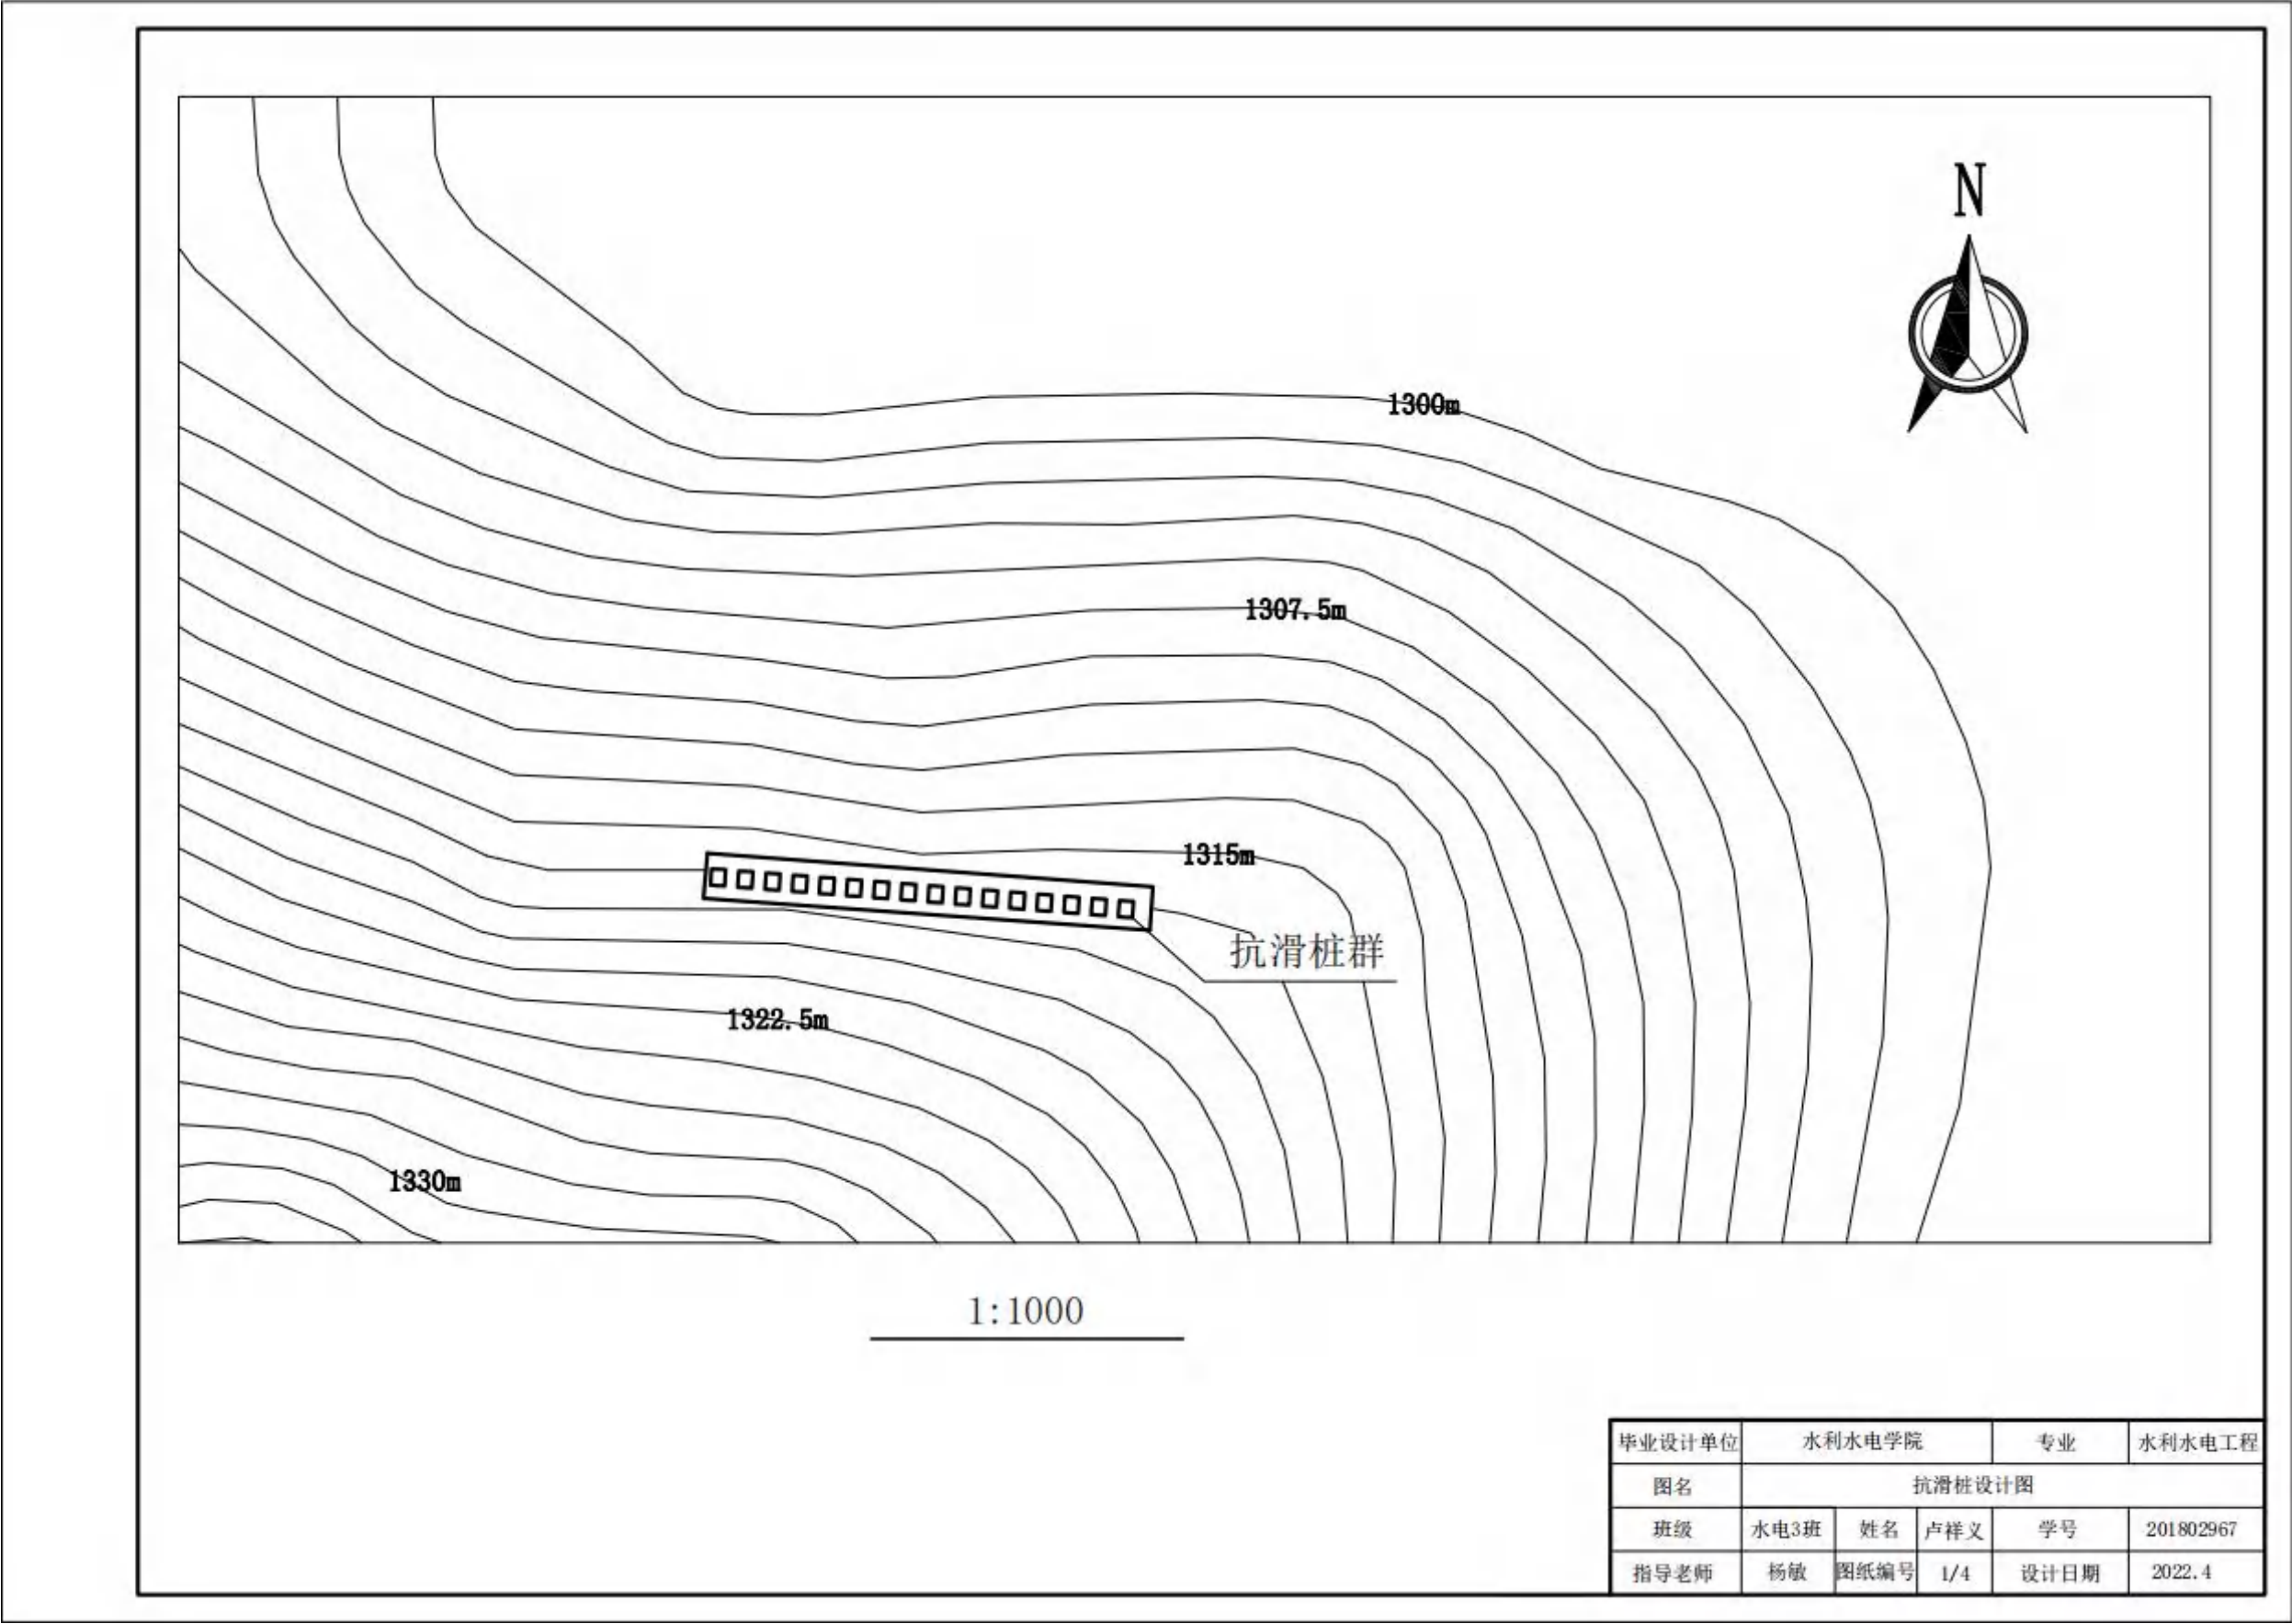 N
1300m
1307.5m
1315m
抗滑桩群
1322.5m
1330m
1:1000
毕业设计单位 水利水电学院 专业 水利水电工程
图名 抗滑桩设计图
班级 水电3班 姓名 卢祥义 学号 201802967
指导老师 杨敏 图纸编号 1/4 设计日期 2022.4